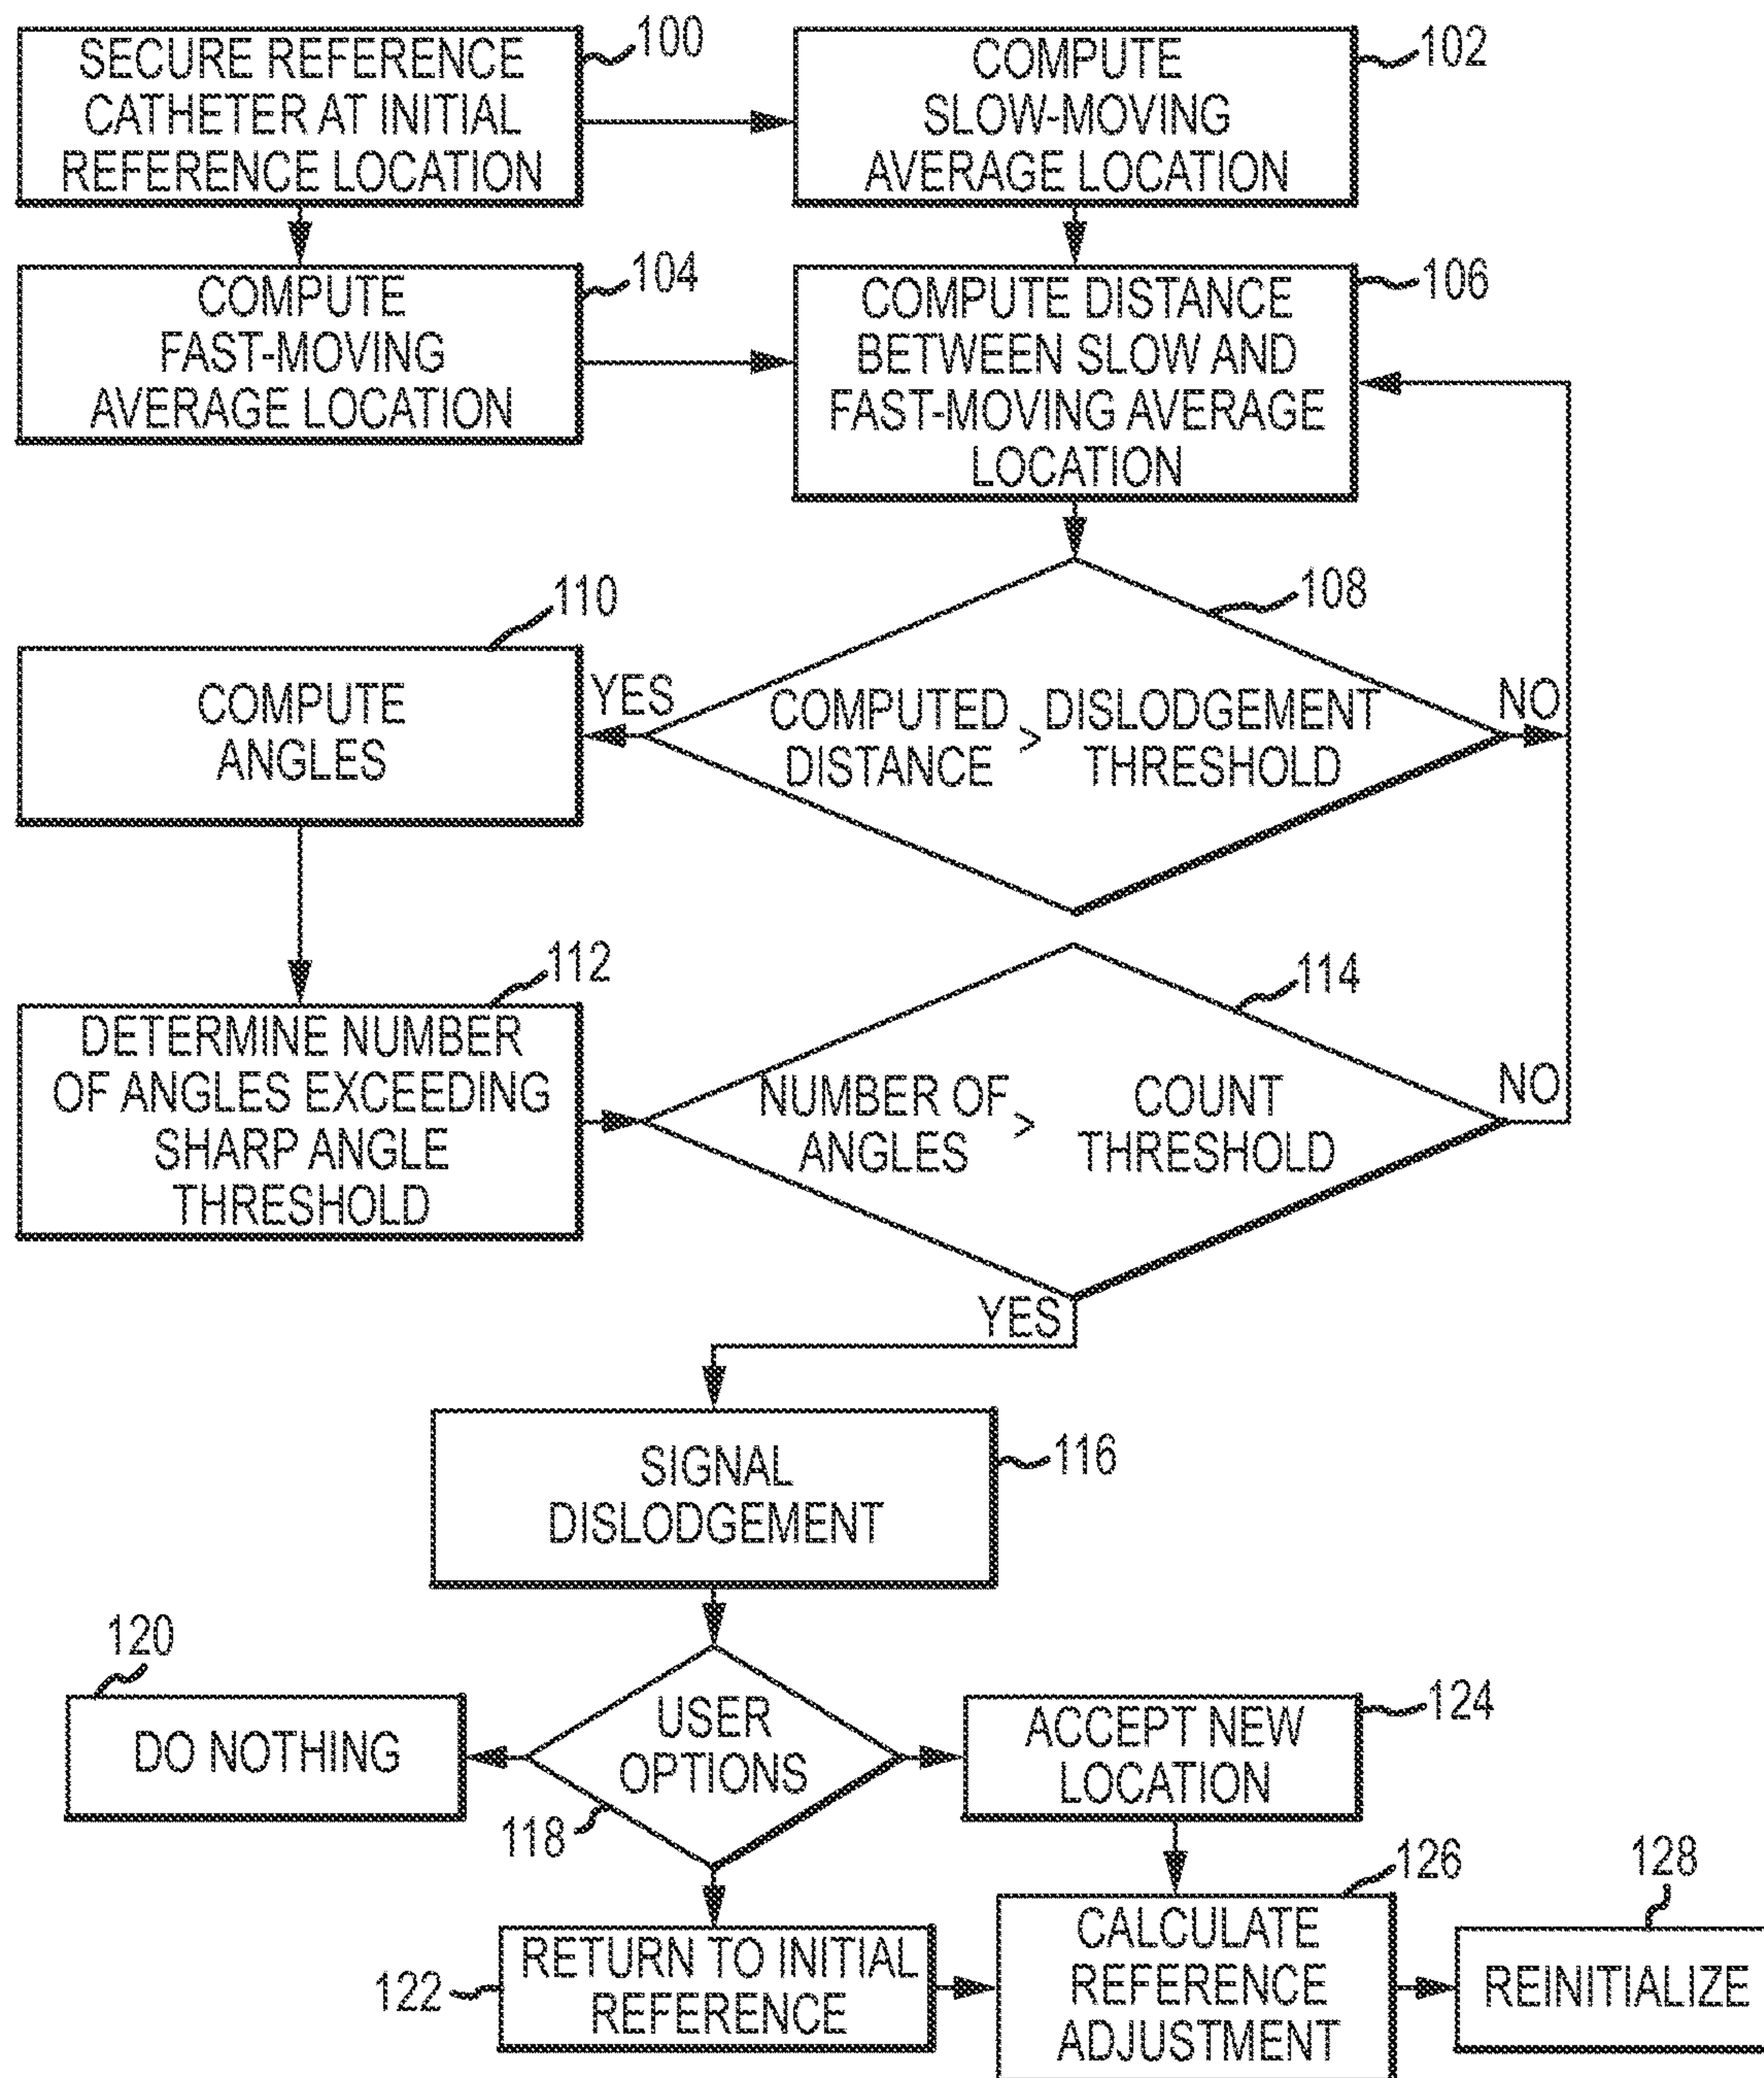 SECURE REFERENCE
CATHETER AT INITIAL
REFERENCE LOCATION
100
COMPUTE
SLOW-MOVING
AVERAGE LOCATION
102
COMPUTE
FAST-MOVING
AVERAGE LOCATION
104
COMPUTE DISTANCE
BETWEEN SLOW AND
FAST-MOVING AVERAGE
LOCATION
106
108
COMPUTED > DISLODGEMENT
DISTANCE THRESHOLD
YES
NO
110
COMPUTE
ANGLES
112
DETERMINE NUMBER
OF ANGLES EXCEEDING
SHARP ANGLE
THRESHOLD
114
NUMBER OF > COUNT
ANGLES THRESHOLD
NO
YES
SIGNAL
DISLODGEMENT
116
120
DO NOTHING
USER
OPTIONS
118
ACCEPT NEW
LOCATION
124
122
RETURN TO INITIAL
REFERENCE
126
CALCULATE
REFERENCE
ADJUSTMENT
128
REINITIALIZE